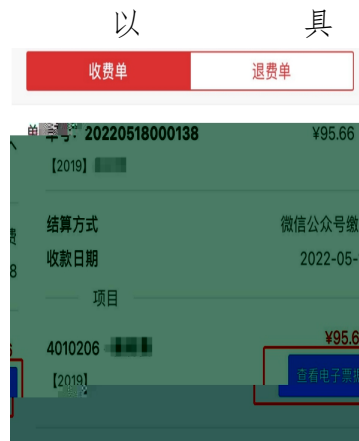 以 具
收费单 退费单
单号：20220518000138 ¥95.66
【2019】
结算方式 微信公众号缴
收款日期 2022-05-
项目
¥95.6
4010206
查看电子票据
【2019】